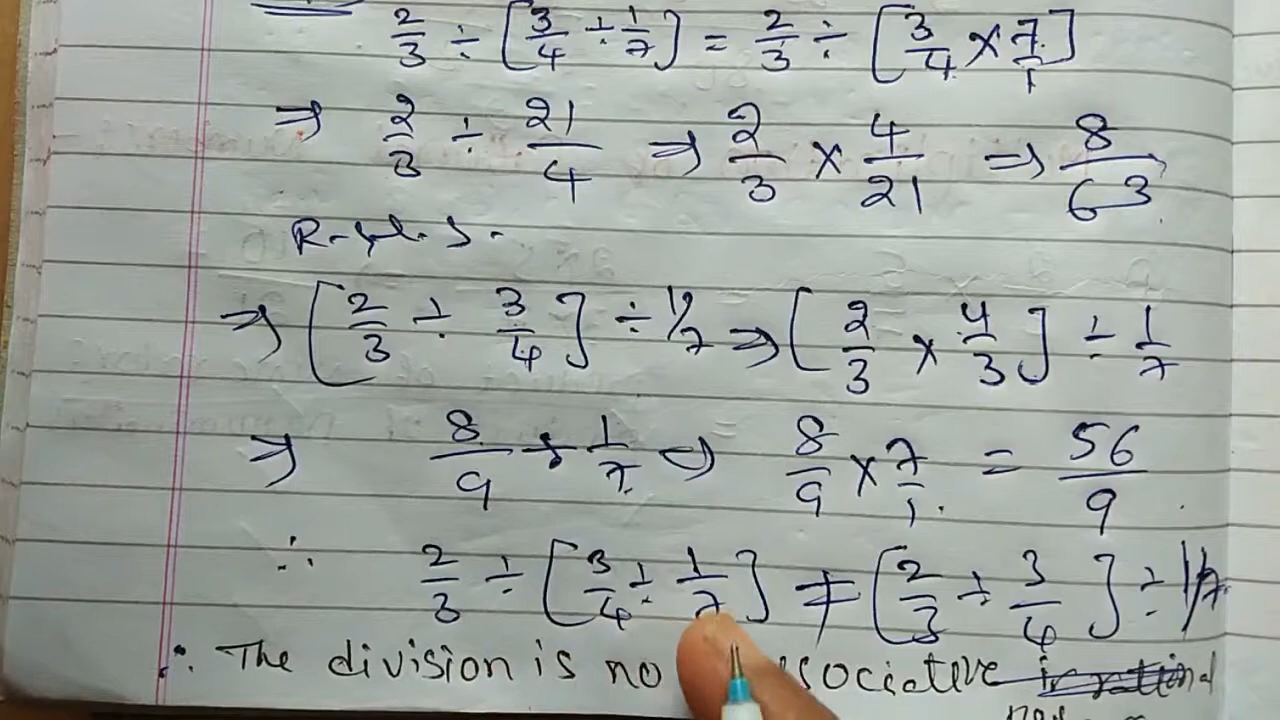 2/3 ÷ [3/4 ÷ 1/7] = 2/3 ÷ [3/4 × 7/1]
⇒ 2/3 ÷ 21/4 ⇒ 2/3 × 4/21 ⇒ 8/63
R.H.S.
⇒ [2/3 ÷ 3/4] ÷ 1/7 ⇒ [2/3 × 4/3] ÷ 1/7
⇒ 8/9 ÷ 1/7 ⇒ 8/9 × 7/1 = 56/9
∴ 2/3 ÷ [3/4 ÷ 1/7] ≠ [2/3 ÷ 3/4] ÷ 1/7
∴ The division is no ssociative